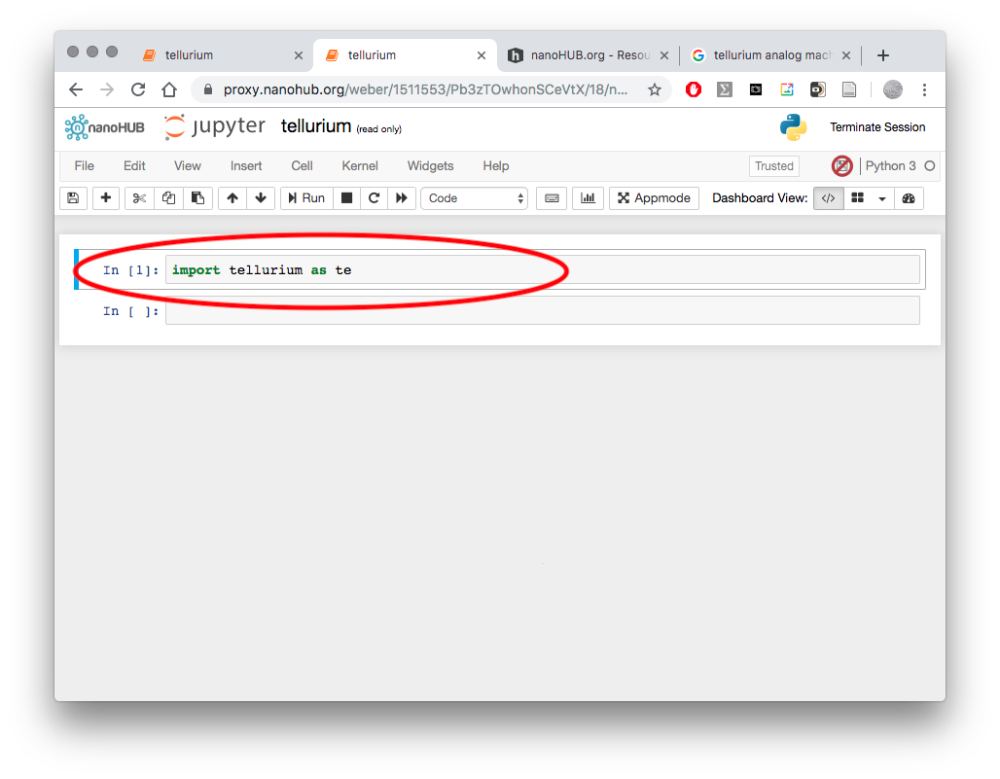 tellurium
tellurium
nanoHUB.org - Resou
tellurium analog mach
proxy.nanohub.org/weber/1511553/Pb3zTOwhonSCeVtX/18/n...
nanoHUB jupyter tellurium (read only) Terminate Session
File Edit View Insert Cell Kernel Widgets Help Trusted Python 3
Run Code Appmode Dashboard View:
In [1]: import tellurium as te
In [ ]: